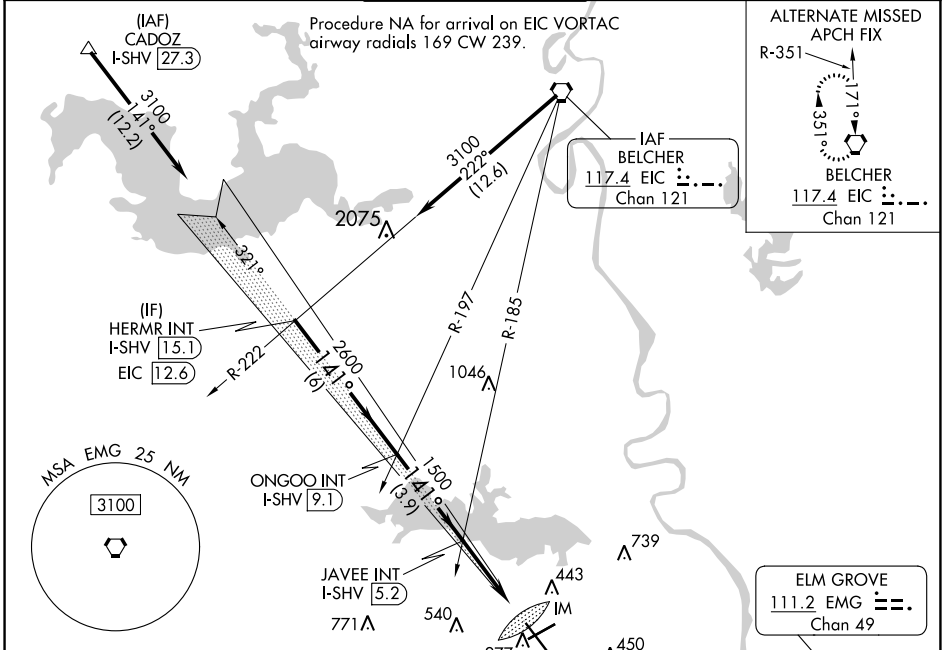 (IAF)
CADOZ
I-SHV 27.3
Procedure NA for arrival on EIC VORTAC
airway radials 169 CW 239.
ALTERNATE MISSED
APCH FIX
R-351
171°
351°
BELCHER
117.4 EIC
Chan 121
3100
141°
(12.2)
3100
222°
(12.6)
IAF
BELCHER
117.4 EIC
Chan 121
2075
321°
(IF)
HERMR INT
I-SHV 15.1
EIC 12.6
R-222
2600
141°
(6)
R-197
R-185
1046
MSA EMG 25 NM
3100
ONGOO INT
I-SHV 9.1
1500
141°
(3.9)
JAVEE INT
I-SHV 5.2
739
443
IM
771
540
450
ELM GROVE
111.2 EMG
Chan 49